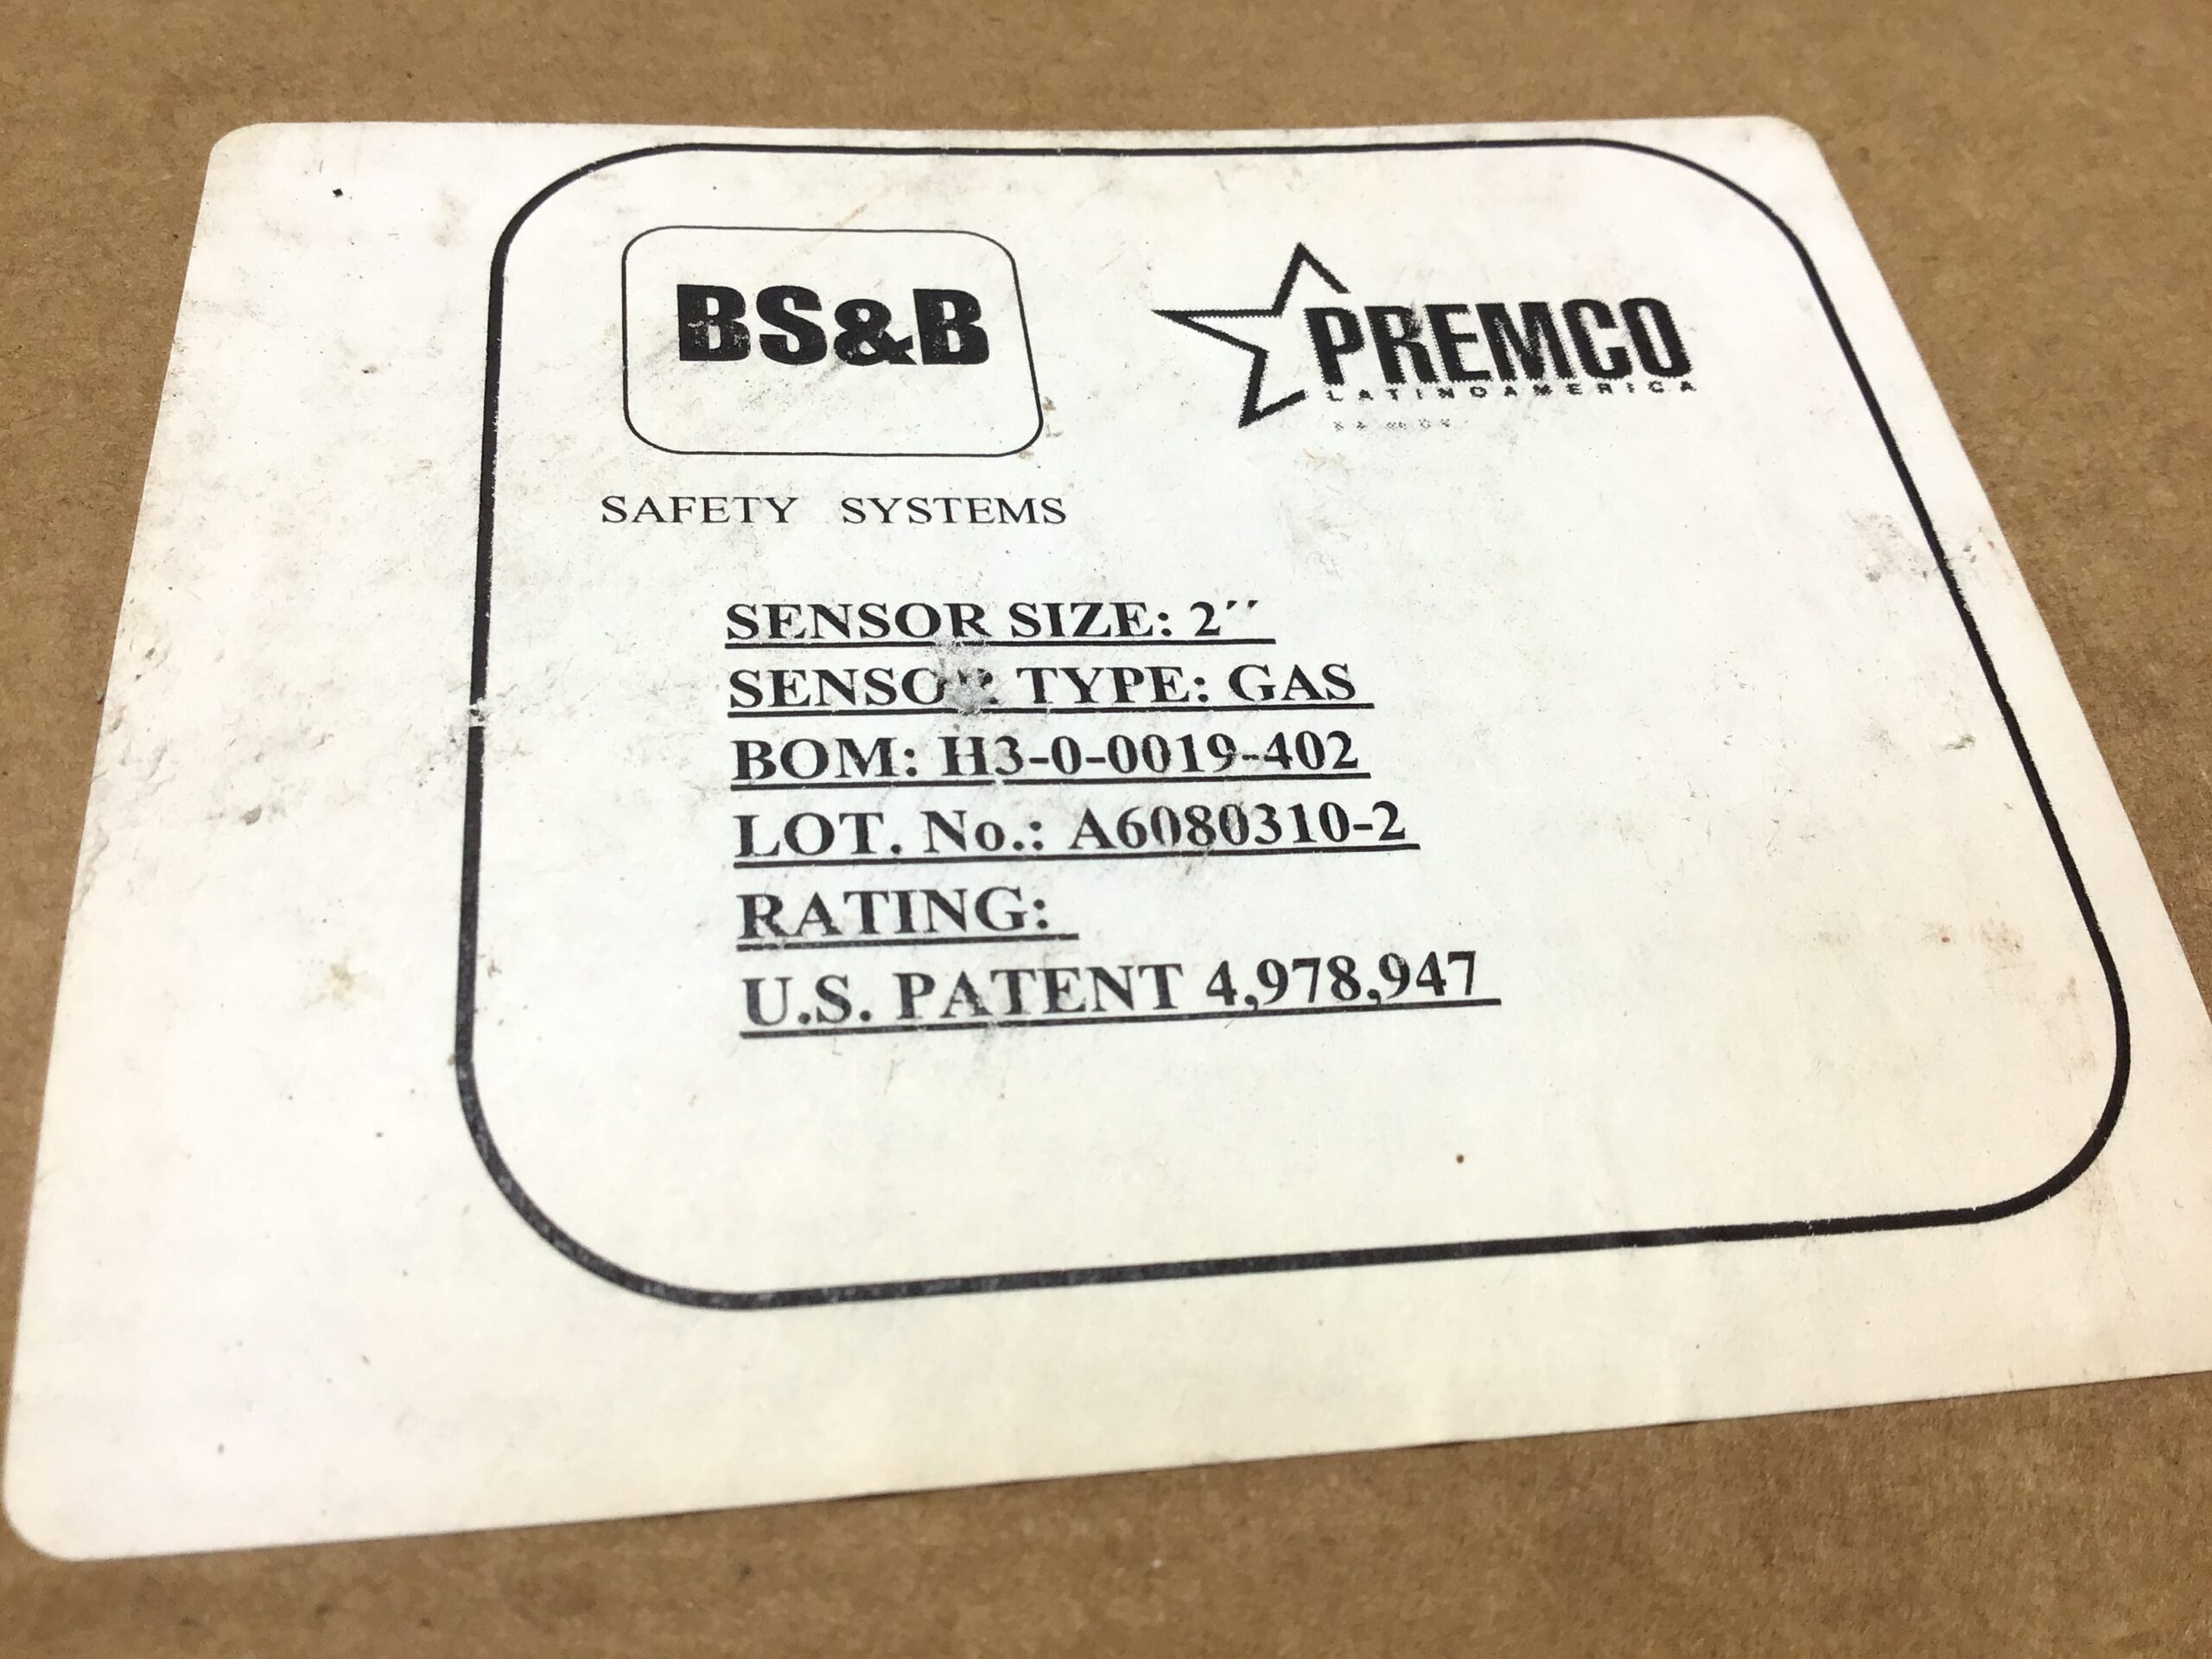 BS&B
PREMCO
LATINOAMERICA
SAFETY SYSTEMS
SENSOR SIZE: 2´´
SENSOR TYPE: GAS
BOM: H3-0-0019-402
LOT. No.: A6080310-2
RATING:
U.S. PATENT 4,978,947